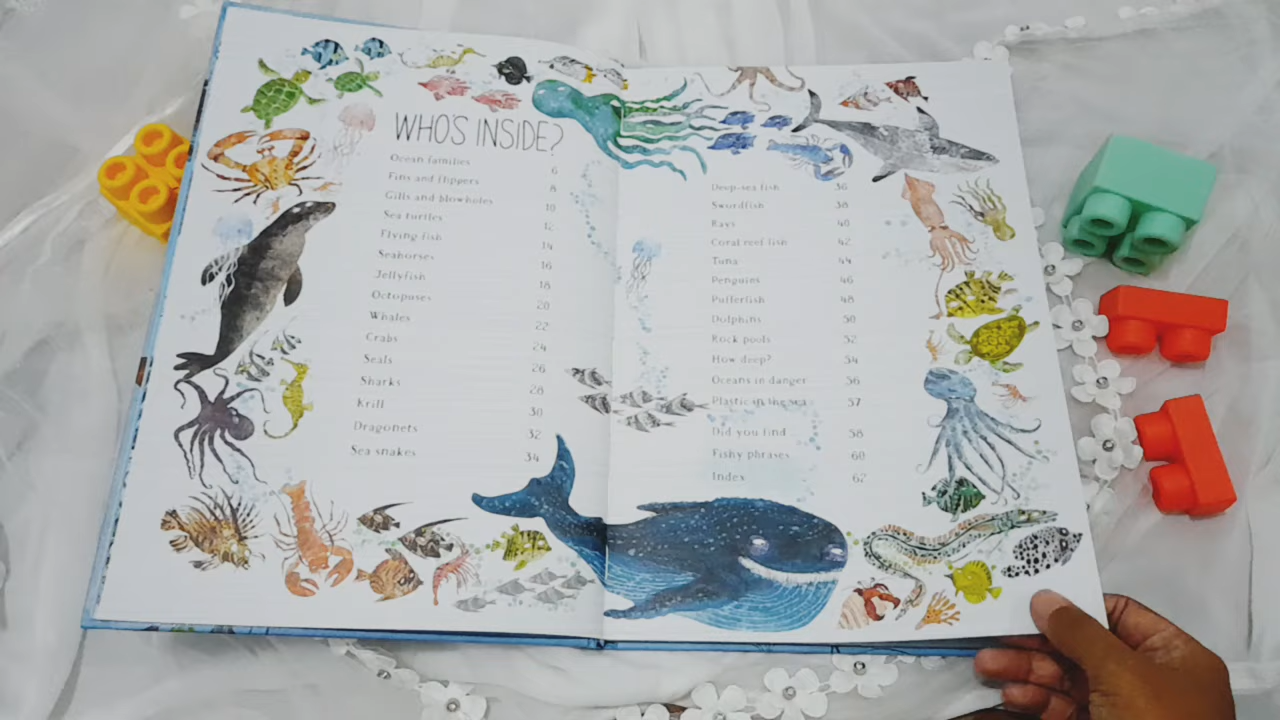 WHO'S INSIDE?
Ocean families 6
Fins and flippers 8
Gills and blowholes 10
Sea turtles 12
Flying fish 14
Seahorses 16
Jellyfish 18
Octopuses 20
Whales 22
Crabs 24
Seals 26
Sharks 28
Krill 30
Dragonets 32
Sea snakes 34
Deep-sea fish 36
Swordfish 38
Rays 40
Coral reef fish 42
Tuna 44
Penguins 46
Pufferfish 48
Dolphins 50
Rock pools 52
How deep? 54
Oceans in danger 56
Plastic in the sea 57
Did you find 58
Fishy phrases 60
Index 62